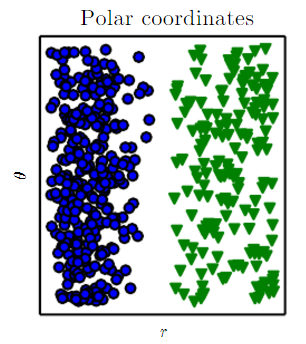 Polar coordinates
θ
r